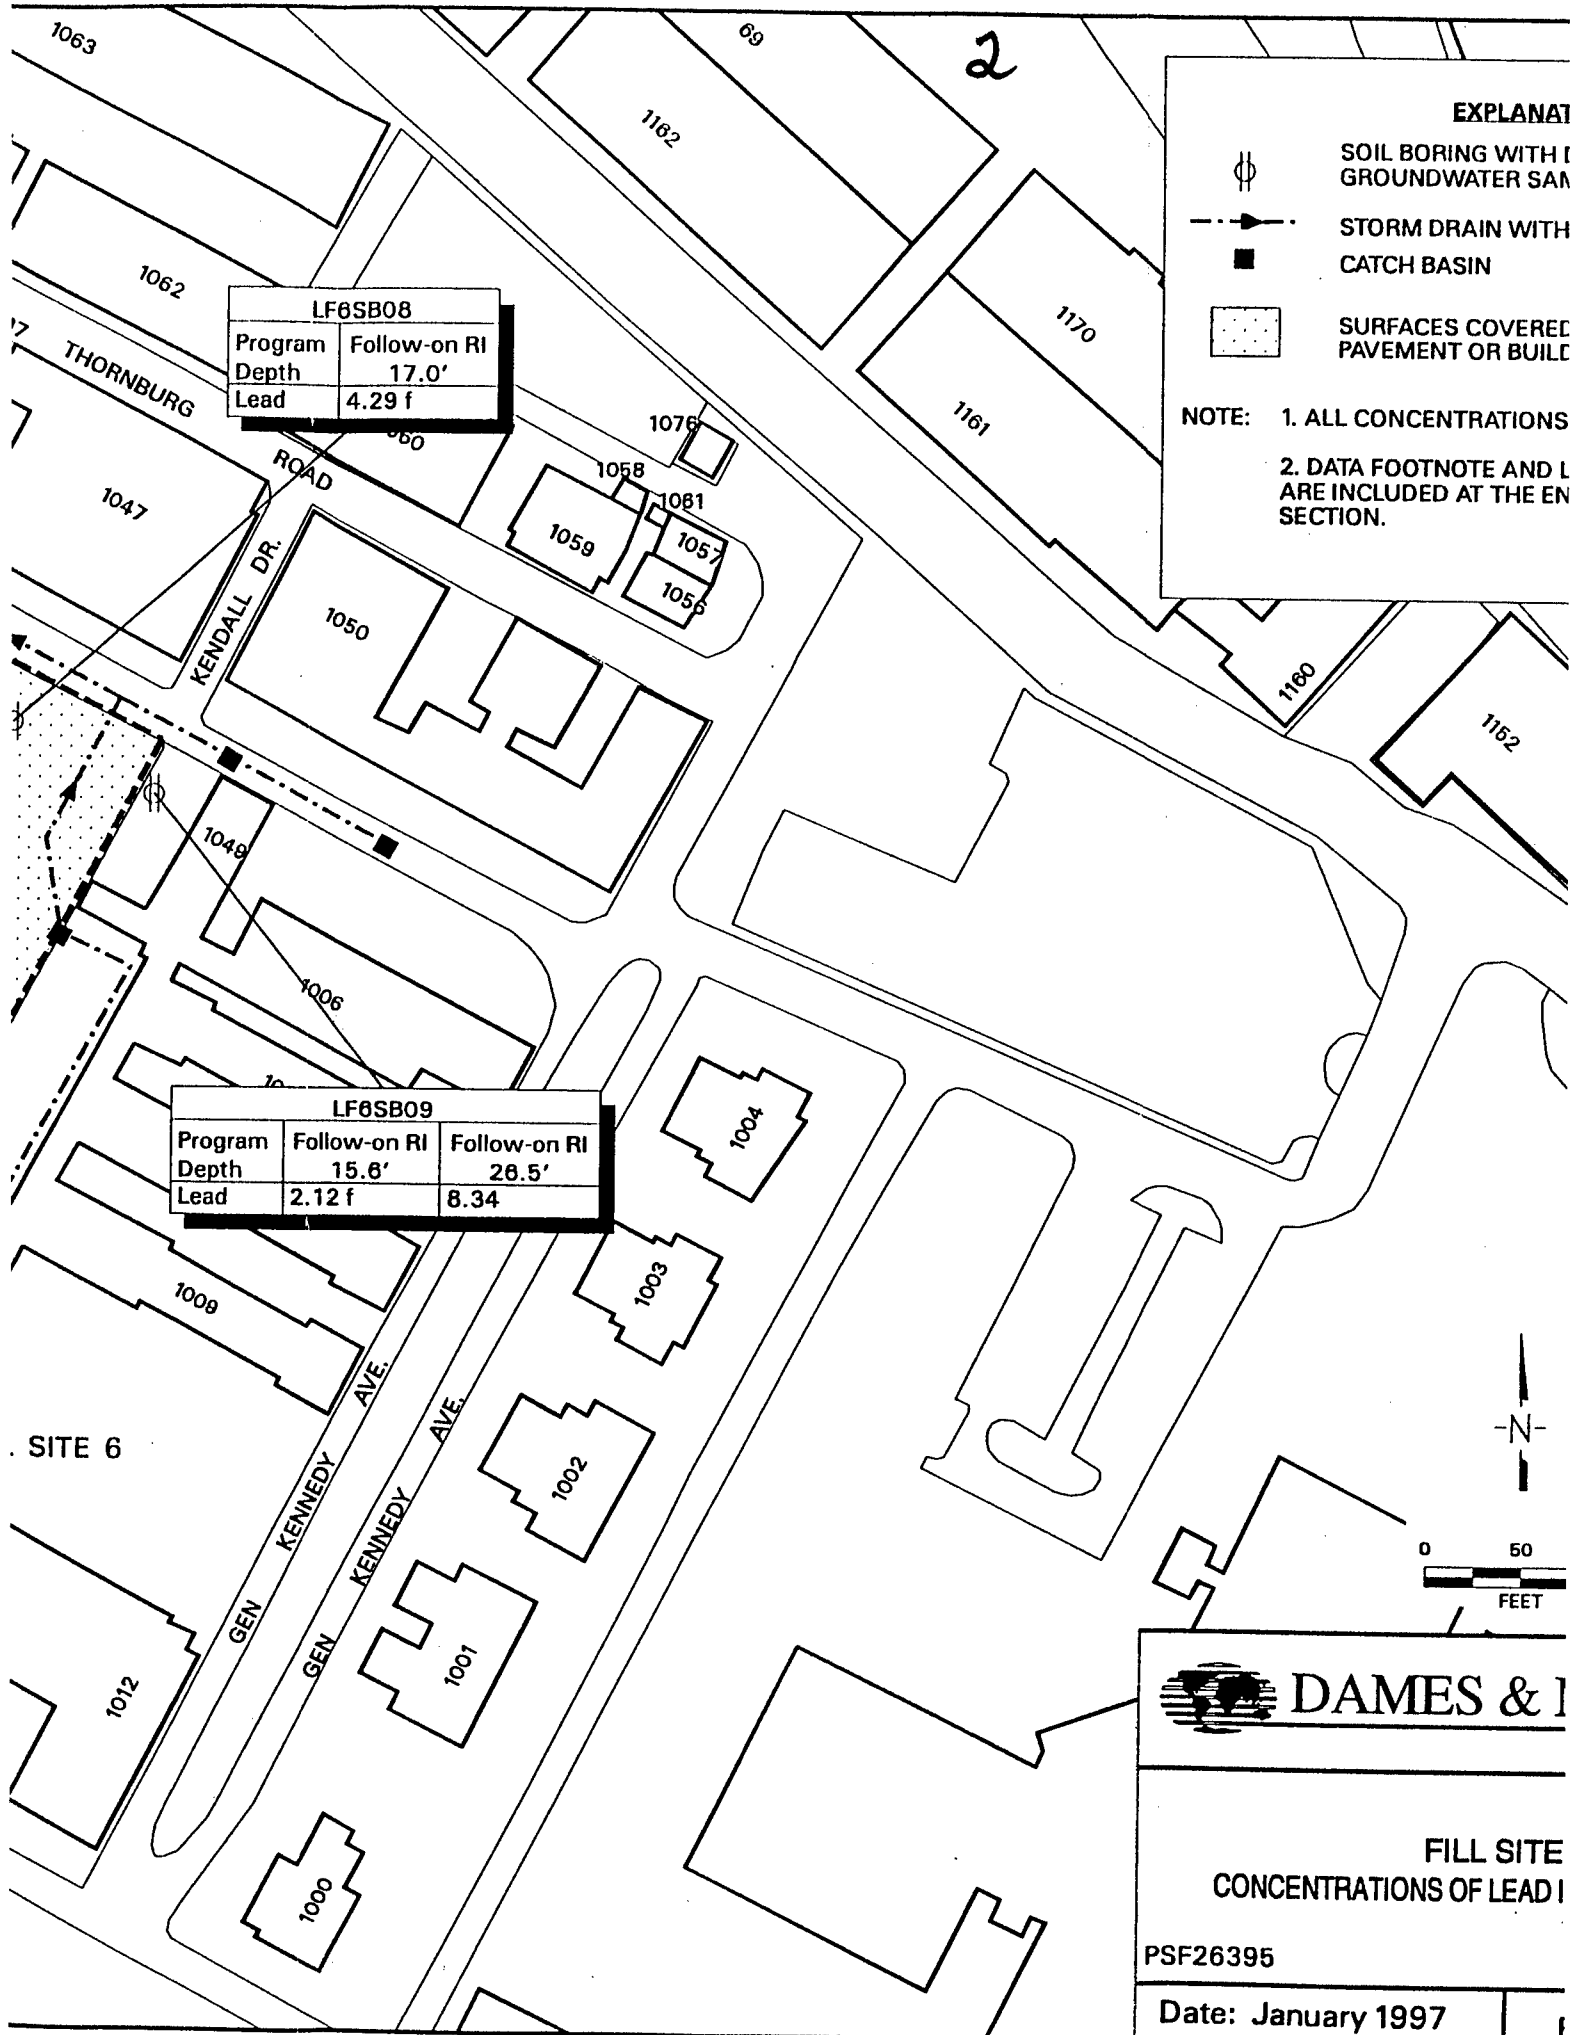 2
1063
69
1162
EXPLANAT
SOIL BORING WITH
GROUNDWATER SAM
STORM DRAIN WITH
CATCH BASIN
SURFACES COVERED
PAVEMENT OR BUILD
NOTE: 1. ALL CONCENTRATIONS
2. DATA FOOTNOTE AND L
ARE INCLUDED AT THE EN
SECTION.
1062
1170
LF6SB08
Program Follow-on RI
Depth 17.0'
Lead 4.29 f
THORNBURG
ROAD
1161
1076
1058
1061
1047
1059
1057
1056
KENDALL DR.
1050
1160
1152
1049
1006
LF6SB09
Program Follow-on RI Follow-on RI
Depth 15.6' 26.5'
Lead 2.12 f 8.34
1004
1003
1009
GEN KENNEDY AVE.
GEN KENNEDY AVE.
SITE 6
1002
-N-
0 50
FEET
1001
1012
1000
DAMES &
FILL SITE
CONCENTRATIONS OF LEAD I
PSF26395
Date: January 1997